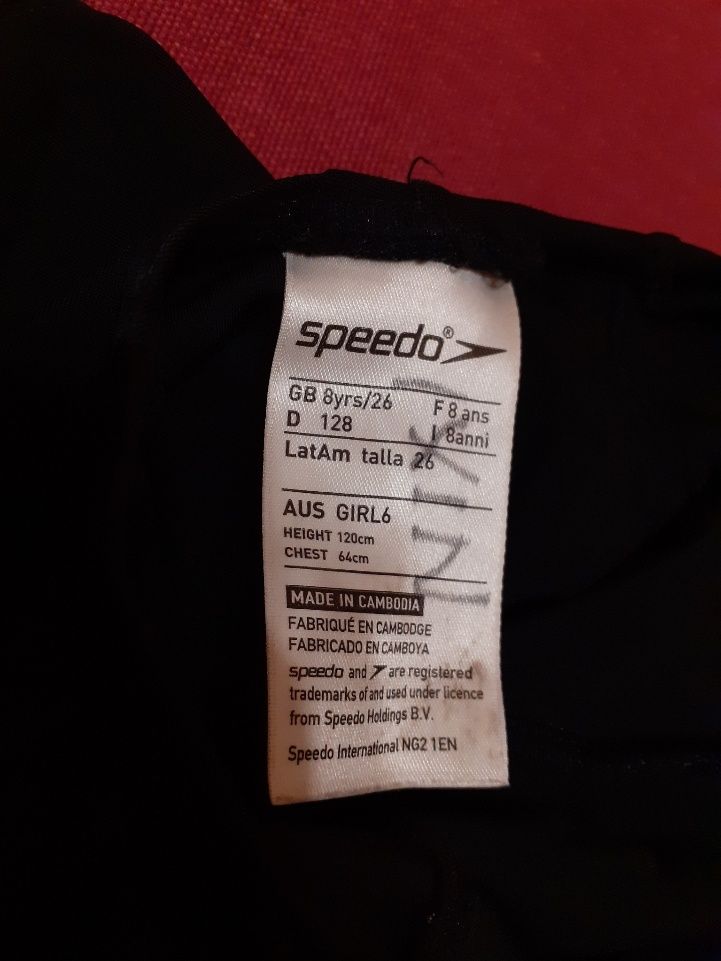 speedo®
GB 8yrs/26 F 8 ans
D 128 I 8anni
LatAm talla 26
AUS GIRL6
HEIGHT 120cm
CHEST 64cm
MADE IN CAMBODIA
FABRIQUÉ EN CAMBODGE
FABRICADO EN CAMBOYA
speedo and are registered
trademarks of and used under licence
from Speedo Holdings B.V.
Speedo International NG2 1EN